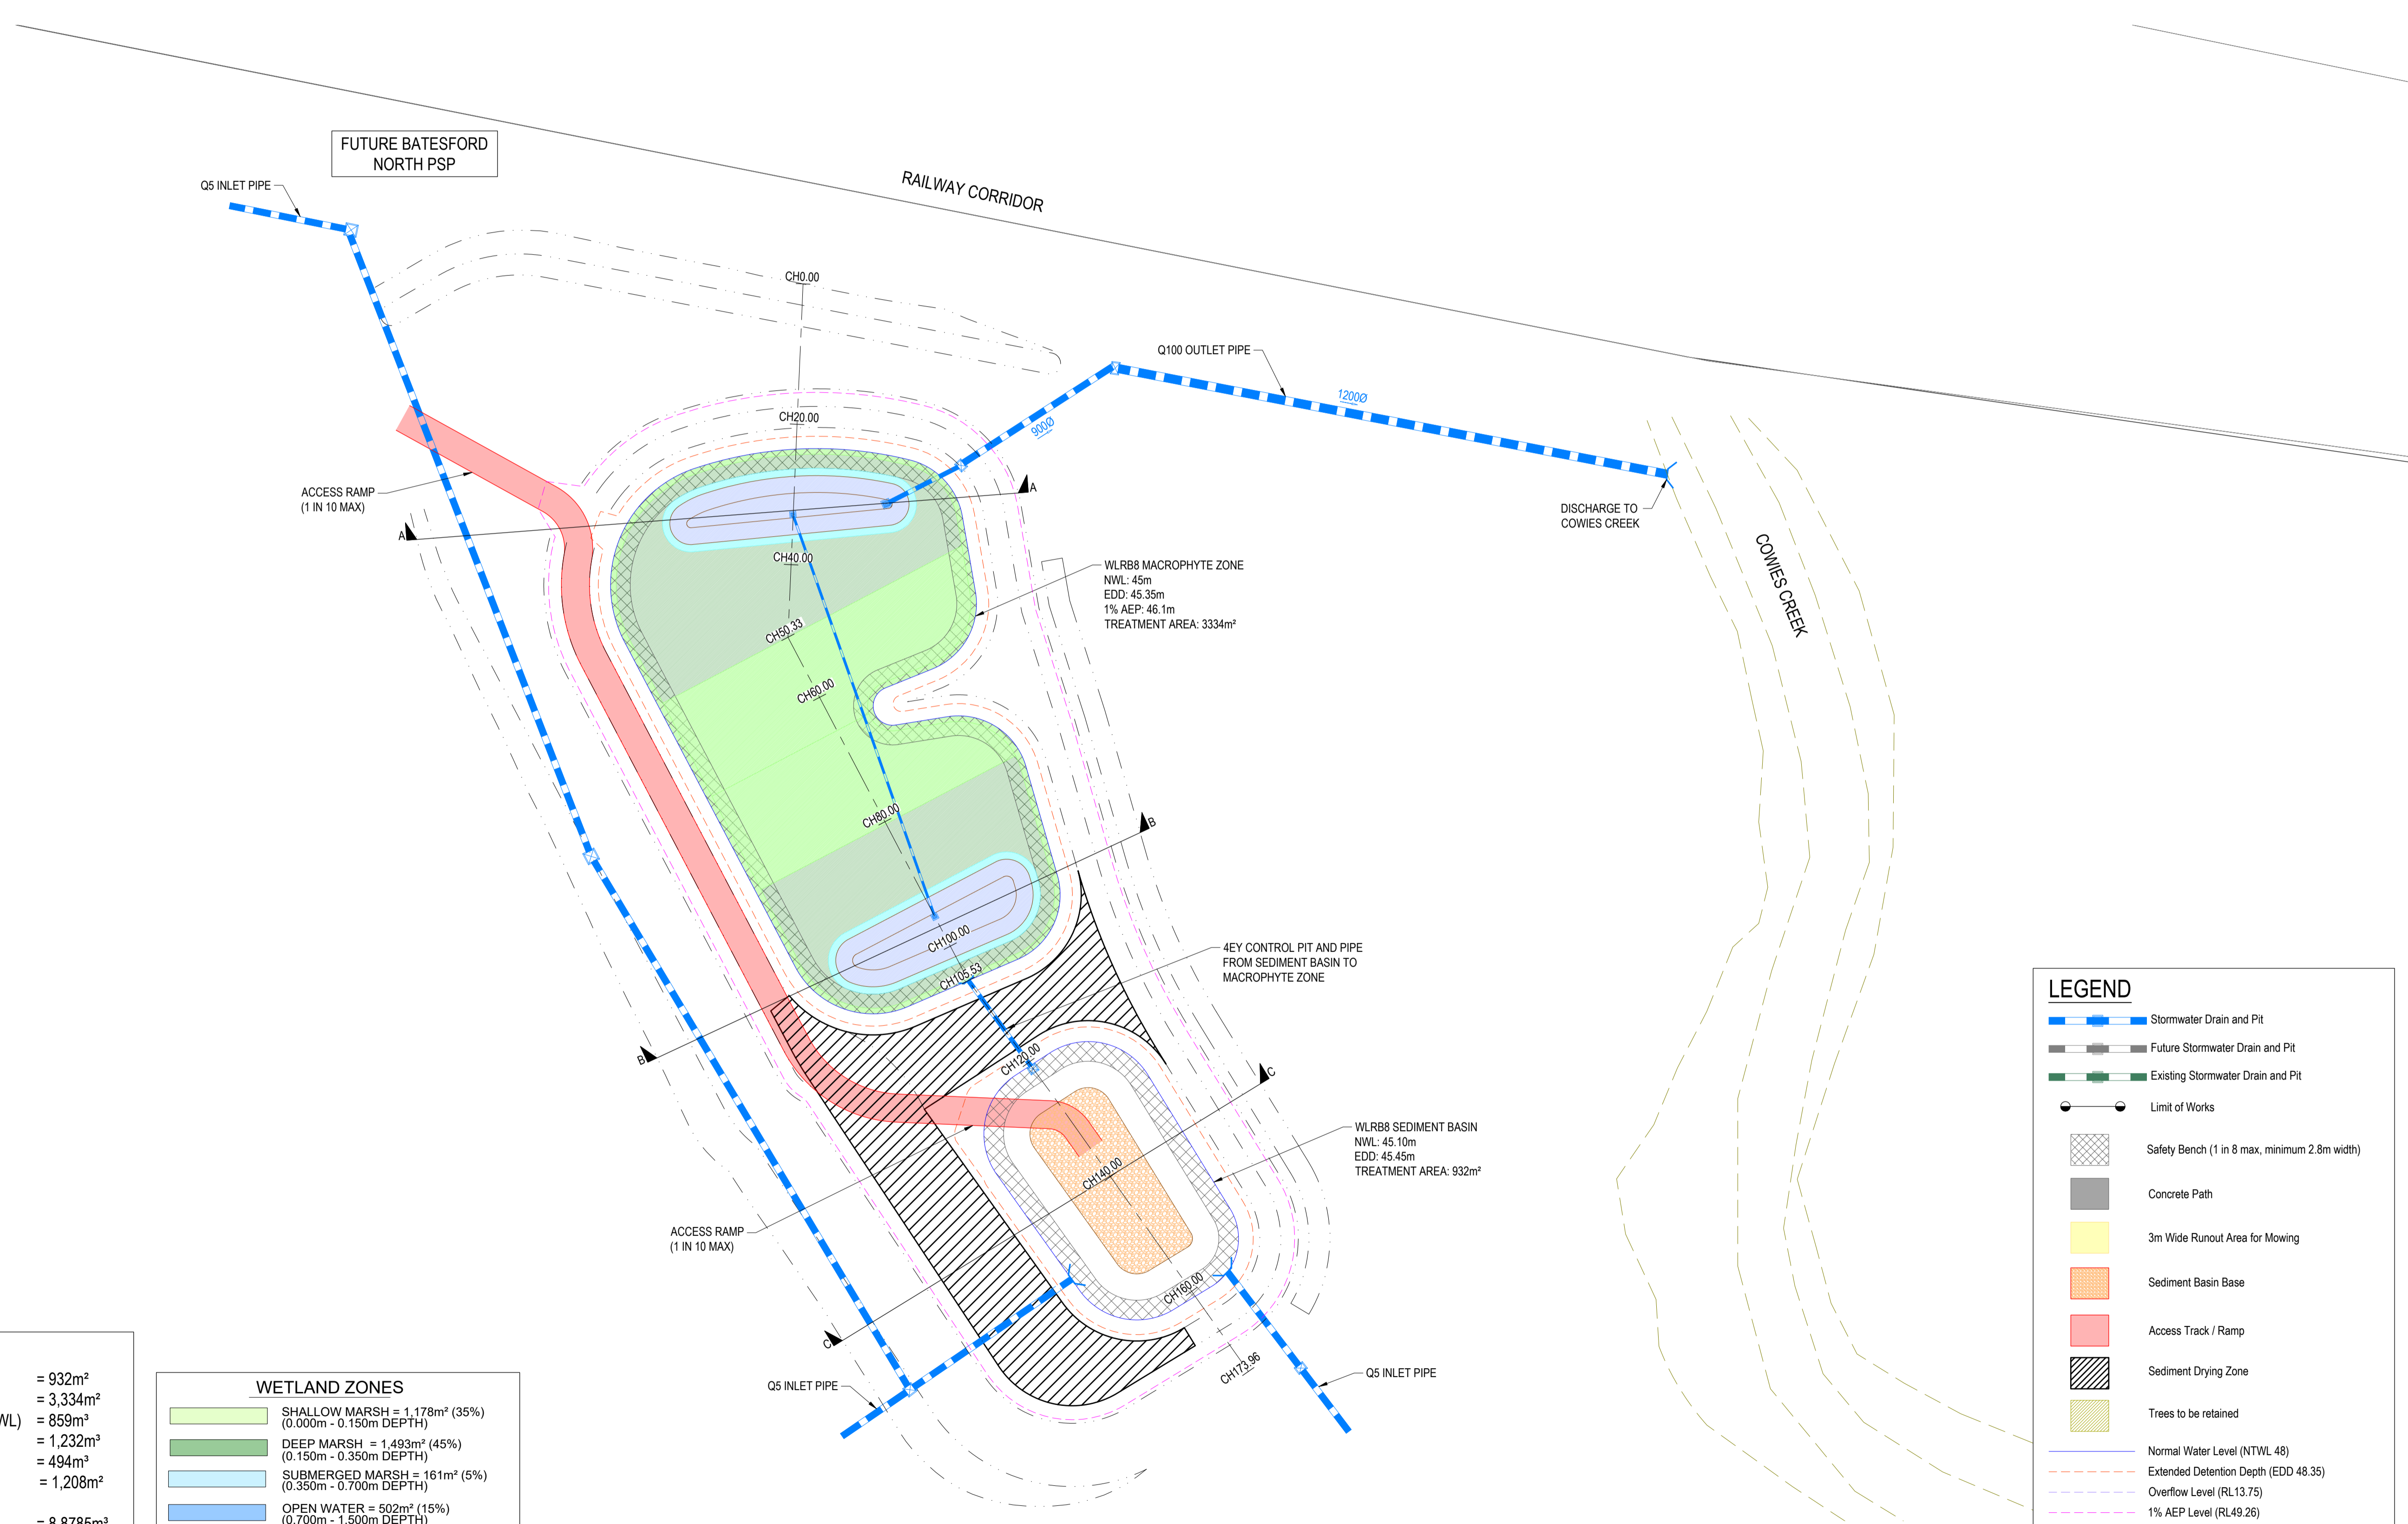 FUTURE BATESFORD
NORTH PSP
Q5 INLET PIPE
RAILWAY CORRIDOR
CH0.00
Q100 OUTLET PIPE
1200Ø
900Ø
CH20.00
ACCESS RAMP
(1 IN 10 MAX)
A
A
DISCHARGE TO
COWIES CREEK
COWIES CREEK
CH40.00
WLRB8 MACROPHYTE ZONE
NWL: 45m
EDD: 45.35m
1% AEP: 46.1m
TREATMENT AREA: 3334m²
CH50.33
CH60.00
CH80.00
B
B
CH100.00
CH105.53
4EY CONTROL PIT AND PIPE
FROM SEDIMENT BASIN TO
MACROPHYTE ZONE
CH120.00
C
C
WLRB8 SEDIMENT BASIN
NWL: 45.10m
EDD: 45.45m
TREATMENT AREA: 932m²
CH140.00
ACCESS RAMP
(1 IN 10 MAX)
CH160.00
CH173.96
Q5 INLET PIPE
Q5 INLET PIPE
LEGEND
Stormwater Drain and Pit
Future Stormwater Drain and Pit
Existing Stormwater Drain and Pit
Limit of Works
Safety Bench (1 in 8 max, minimum 2.8m width)
Concrete Path
3m Wide Runout Area for Mowing
Sediment Basin Base
Access Track / Ramp
Sediment Drying Zone
Trees to be retained
Normal Water Level (NTWL 48)
Extended Detention Depth (EDD 48.35)
Overflow Level (RL13.75)
1% AEP Level (RL49.26)
= 932m²
= 3,334m²
WL) = 859m³
= 1,232m³
= 494m³
= 1,208m²
= 8,8785m³
WETLAND ZONES
SHALLOW MARSH = 1,178m² (35%)
(0.000m - 0.150m DEPTH)
DEEP MARSH = 1,493m² (45%)
(0.150m - 0.350m DEPTH)
SUBMERGED MARSH = 161m² (5%)
(0.350m - 0.700m DEPTH)
OPEN WATER = 502m² (15%)
(0.700m - 1.500m DEPTH)